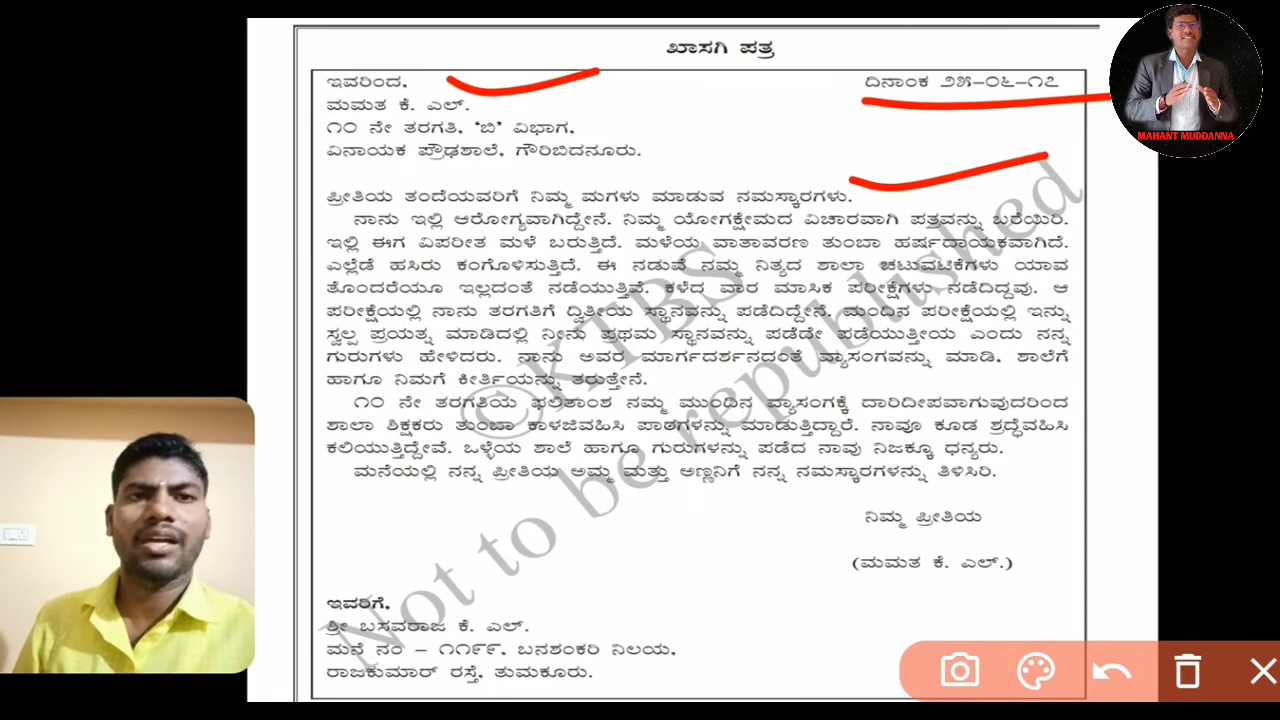 ಖಾಸಗಿ ಪತ್ರ
ಇವರಿಂದ,
ದಿನಾಂಕ ೨೫–೦೬–೧೭
ಮಮತ ಕೆ. ಎಲ್.
೧೦ ನೇ ತರಗತಿ, ‘ಬಿ’ ವಿಭಾಗ,
ವಿನಾಯಕ ಪ್ರೌಢಶಾಲೆ, ಗೌರಿಬಿದನೂರು.
ಪ್ರೀತಿಯ ತಂದೆಯವರಿಗೆ ನಿಮ್ಮ ಮಗಳು ಮಾಡುವ ನಮಸ್ಕಾರಗಳು.
ನಾನು ಇಲ್ಲಿ ಆರೋಗ್ಯವಾಗಿದ್ದೇನೆ. ನಿಮ್ಮ ಯೋಗಕ್ಷೇಮದ ವಿಚಾರವಾಗಿ ಪತ್ರವನ್ನು ಬರೆಯಿರಿ.
ಇಲ್ಲಿ ಈಗ ವಿಪರೀತ ಮಳೆ ಬರುತ್ತಿದೆ. ಮಳೆಯ ವಾತಾವರಣ ತುಂಬಾ ಹರ್ಷದಾಯಕವಾಗಿದೆ.
ಎಲ್ಲೆಡೆ ಹಸಿರು ಕಂಗೊಳಿಸುತ್ತಿದೆ. ಈ ನಡುವೆ ನಮ್ಮ ನಿತ್ಯದ ಶಾಲಾ ಚಟುವಟಿಕೆಗಳು ಯಾವ
ತೊಂದರೆಯೂ ಇಲ್ಲದಂತೆ ನಡೆಯುತ್ತಿವೆ. ಕಳೆದ ವಾರ ಮಾಸಿಕ ಪರೀಕ್ಷೆಗಳು ನಡೆದಿದ್ದವು. ಆ
ಪರೀಕ್ಷೆಯಲ್ಲಿ ನಾನು ತರಗತಿಗೆ ದ್ವಿತೀಯ ಸ್ಥಾನವನ್ನು ಪಡೆದಿದ್ದೇನೆ. ಮುಂದಿನ ಪರೀಕ್ಷೆಯಲ್ಲಿ ಇನ್ನು
ಸ್ವಲ್ಪ ಪ್ರಯತ್ನ ಮಾಡಿದಲ್ಲಿ ನೀನು ಪ್ರಥಮ ಸ್ಥಾನವನ್ನು ಪಡೆದೇ ಪಡೆಯುತ್ತೀಯ ಎಂದು ನನ್ನ
ಗುರುಗಳು ಹೇಳಿದರು. ನಾನು ಅವರ ಮಾರ್ಗದರ್ಶನದಂತೆ ವ್ಯಾಸಂಗವನ್ನು ಮಾಡಿ, ಶಾಲೆಗೆ
ಹಾಗೂ ನಿಮಗೆ ಕೀರ್ತಿಯನ್ನು ತರುತ್ತೇನೆ.
೧೦ ನೇ ತರಗತಿಯ ಫಲಿತಾಂಶ ನಮ್ಮ ಮುಂದಿನ ವ್ಯಾಸಂಗಕ್ಕೆ ದಾರಿದೀಪವಾಗುವುದರಿಂದ
ಶಾಲಾ ಶಿಕ್ಷಕರು ತುಂಬಾ ಕಾಳಜಿವಹಿಸಿ ಪಾಠಗಳನ್ನು ಮಾಡುತ್ತಿದ್ದಾರೆ. ನಾವೂ ಕೂಡ ಶ್ರದ್ಧೆವಹಿಸಿ
ಕಲಿಯುತ್ತಿದ್ದೇವೆ. ಒಳ್ಳೆಯ ಶಾಲೆ ಹಾಗೂ ಗುರುಗಳನ್ನು ಪಡೆದ ನಾವು ನಿಜಕ್ಕೂ ಧನ್ಯರು.
ಮನೆಯಲ್ಲಿ ನನ್ನ ಪ್ರೀತಿಯ ಅಮ್ಮ ಮತ್ತು ಅಣ್ಣನಿಗೆ ನನ್ನ ನಮಸ್ಕಾರಗಳನ್ನು ತಿಳಿಸಿರಿ.
ನಿಮ್ಮ ಪ್ರೀತಿಯ
(ಮಮತ ಕೆ. ಎಲ್.)
ಇವರಿಗೆ,
ಶ್ರೀ ಬಸವರಾಜ ಕೆ. ಎಲ್.
ಮನೆ ನಂ – ೧೧೯೯, ಬನಶಂಕರಿ ನಿಲಯ,
ರಾಜಕುಮಾರ್ ರಸ್ತೆ, ತುಮಕೂರು.
©KTBS
Not to be republished
MAHANT MUDDANNA